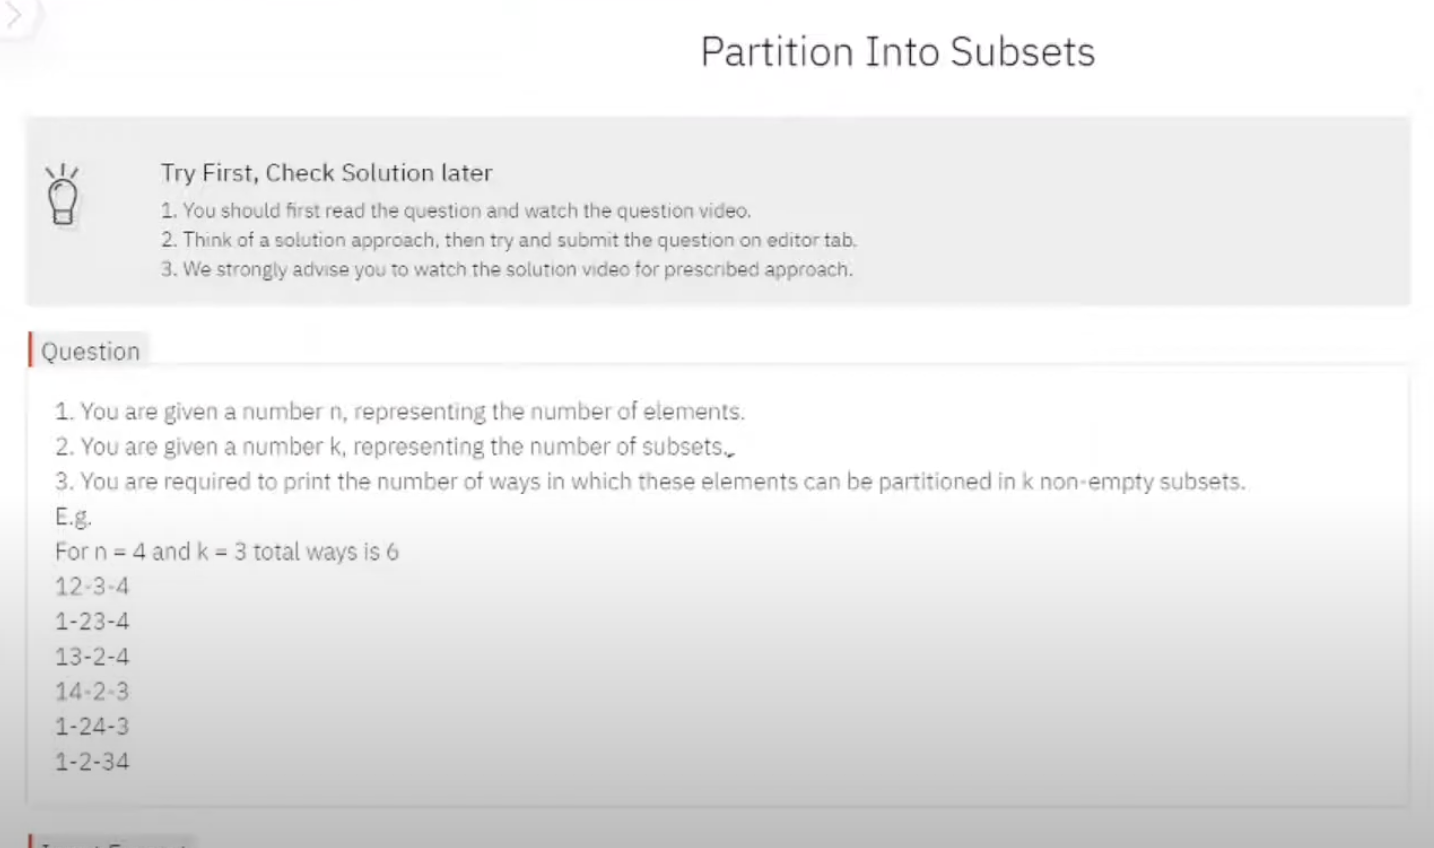 Partition Into Subsets
Try First, Check Solution later
1. You should first read the question and watch the question video.
2. Think of a solution approach, then try and submit the question on editor tab.
3. We strongly advise you to watch the solution video for prescribed approach.
Question
1. You are given a number n, representing the number of elements.
2. You are given a number k, representing the number of subsets.
3. You are required to print the number of ways in which these elements can be partitioned in k non-empty subsets.
E.g.
For n = 4 and k = 3 total ways is 6
12-3-4
1-23-4
13-2-4
14-2-3
1-24-3
1-2-34